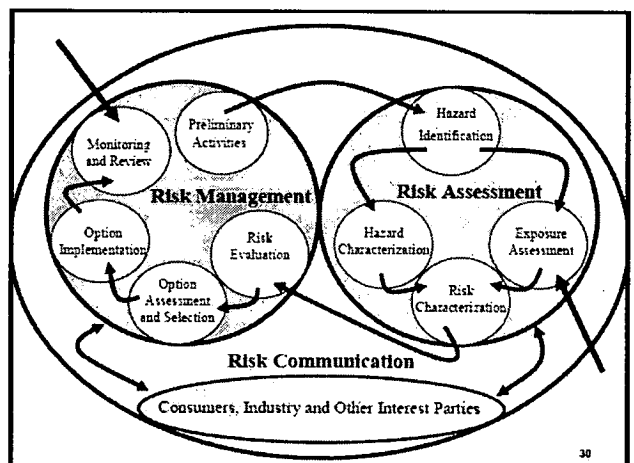 Monitoring
and Review
Preliminary
Activities
Risk Management
Option
Implementation
Risk
Evaluation
Option
Assessment
and Selection
Hazard
Identification
Risk Assessment
Hazard
Characterization
Exposure
Assessment
Risk
Characterization
Risk Communication
Consumers, Industry and Other Interest Parties
30